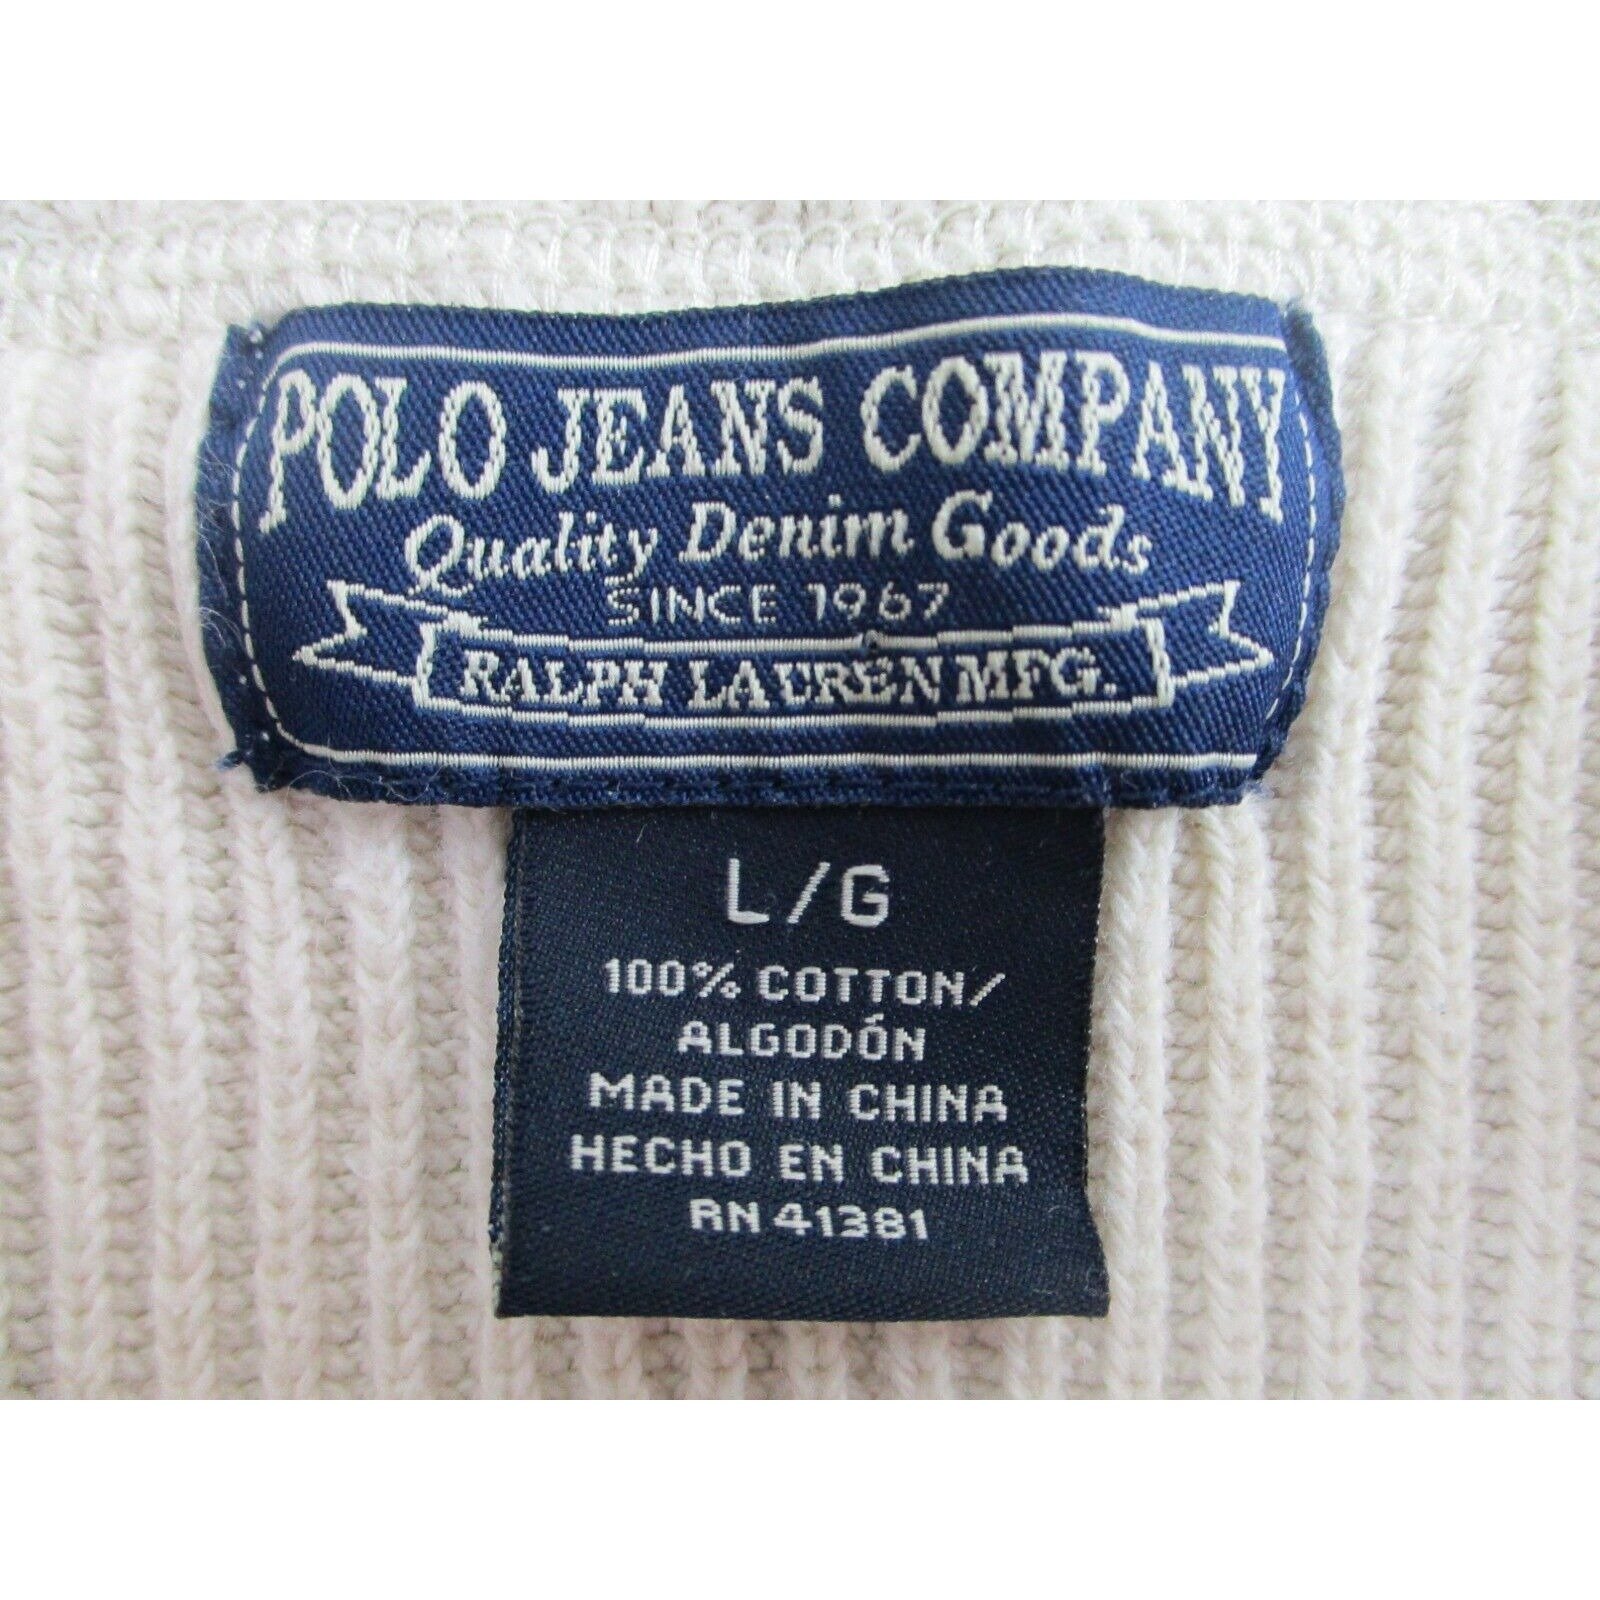 POLO JEANS COMPANY
Quality Denim Goods
SINCE 1967
RALPH LAUREN MFG.
L/G
100% COTTON/
ALGODÓN
MADE IN CHINA
HECHO EN CHINA
RN 41381